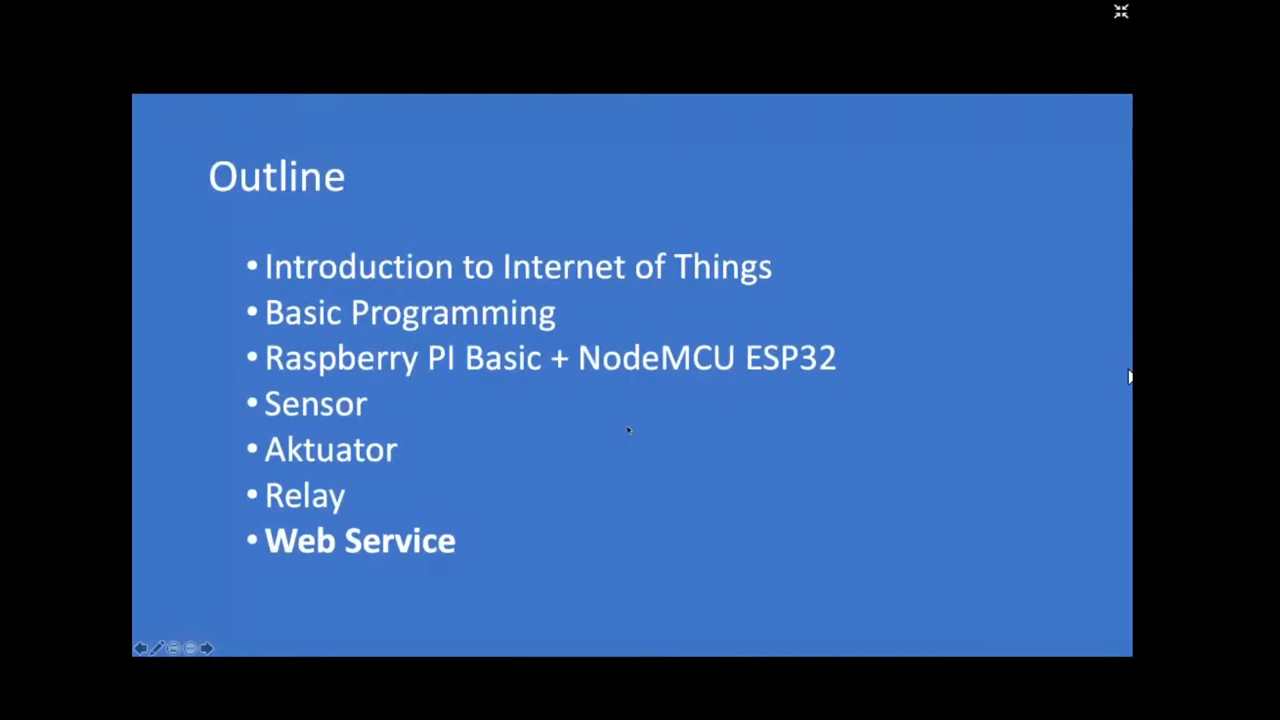 Outline
• Introduction to Internet of Things
• Basic Programming
• Raspberry PI Basic + NodeMCU ESP32
• Sensor
• Aktuator
• Relay
• Web Service